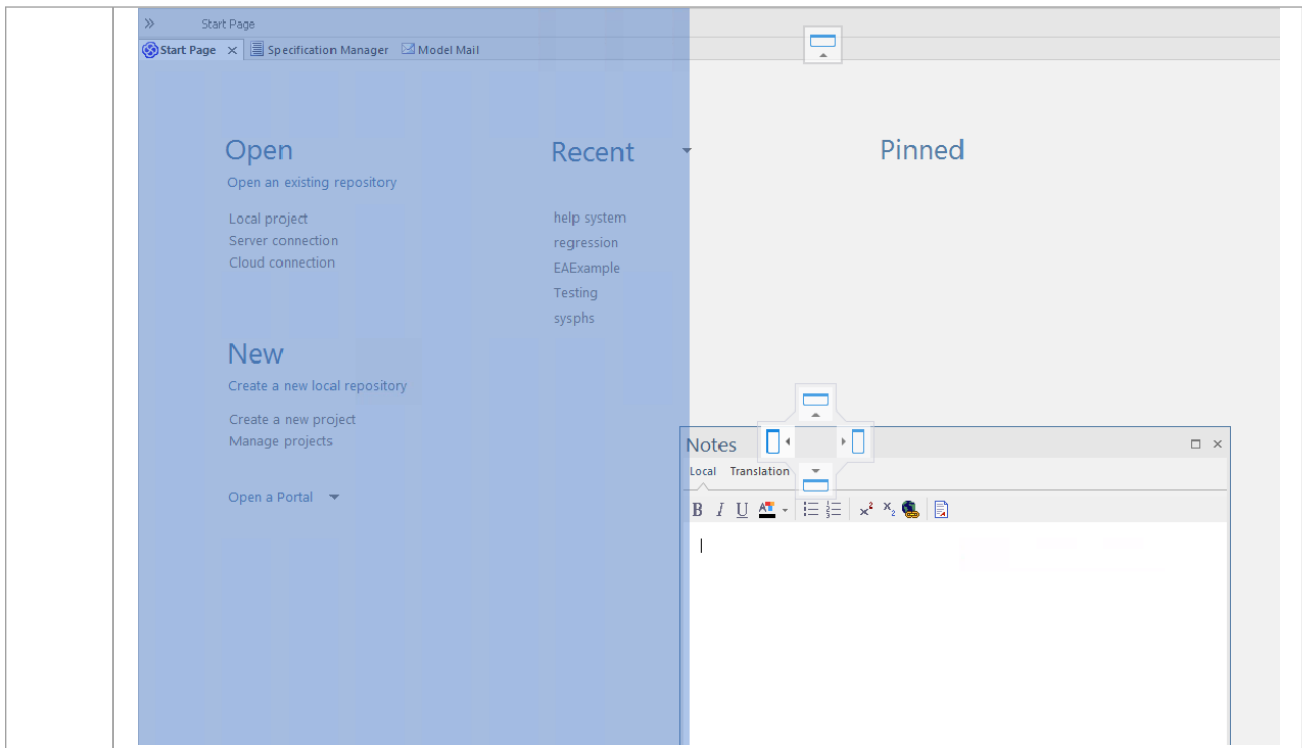 Start Page
Start Page Specification Manager Model Mail
Open
Open an existing repository
Local project
Server connection
Cloud connection
New
Create a new local repository
Create a new project
Manage projects
Open a Portal
Recent
help system
regression
EAExample
Testing
sysphs
Pinned
Notes
Local Translation
B I U A x² x₂